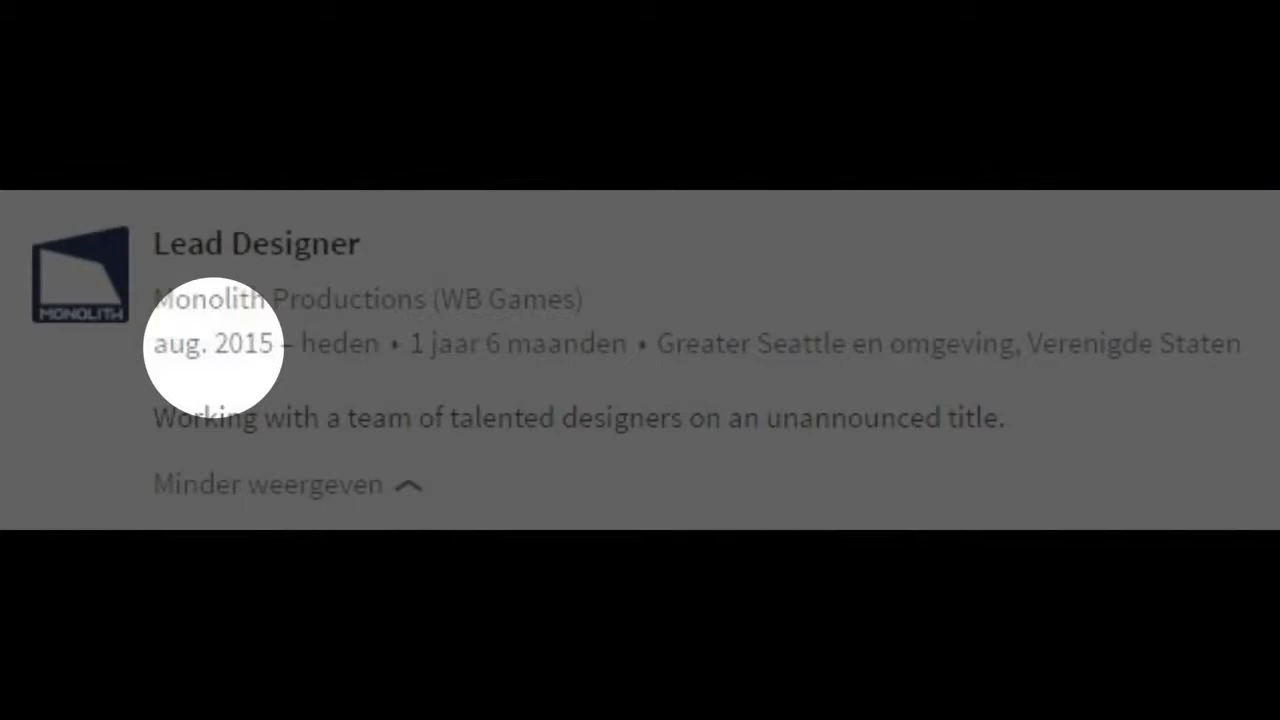 Lead Designer
MONOLITH
Monolith Productions (WB Games)
aug. 2015 – heden • 1 jaar 6 maanden • Greater Seattle en omgeving, Verenigde Staten
Working with a team of talented designers on an unannounced title.
Minder weergeven